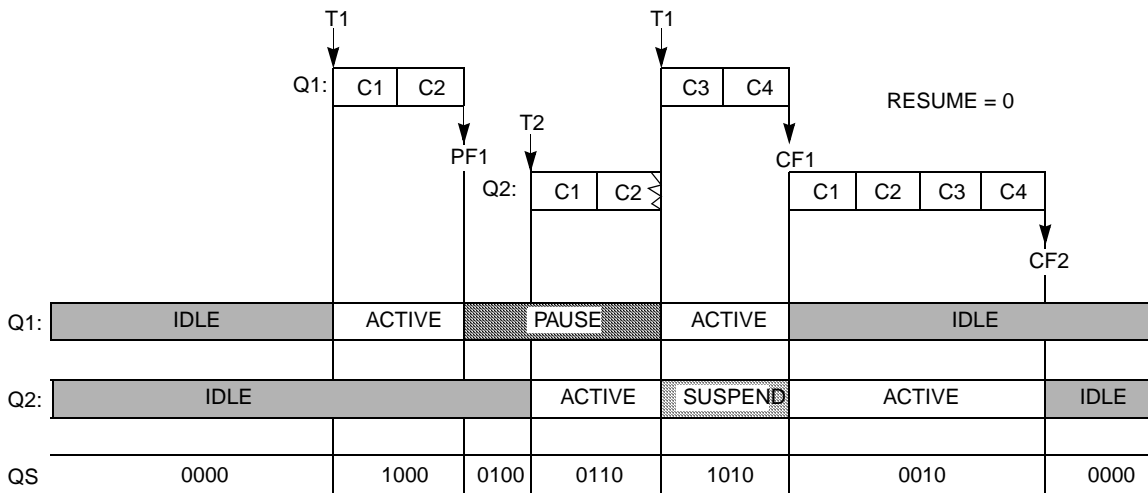 T1 T1
Q1: C1 C2 C3 C4
RESUME = 0
T2
PF1 CF1
Q2: C1 C2 C1 C2 C3 C4
CF2
Q1: IDLE ACTIVE PAUSE ACTIVE IDLE
Q2: IDLE ACTIVE SUSPEND ACTIVE IDLE
QS 0000 1000 0100 0110 1010 0010 0000